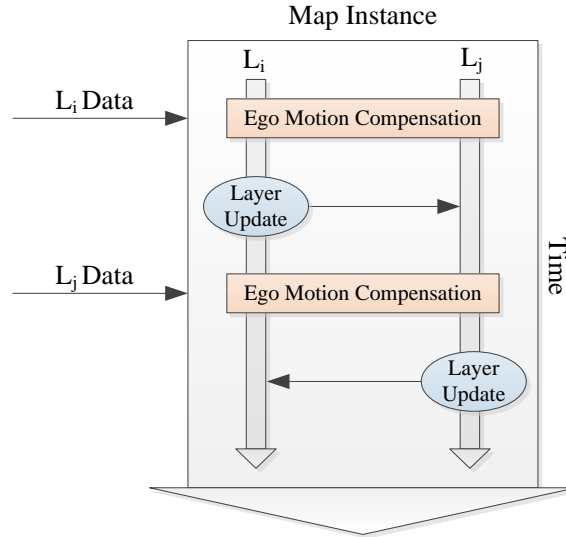 Map Instance
Lᵢ
Lⱼ
Lᵢ Data
Ego Motion Compensation
Layer
Update
Time
Lⱼ Data
Ego Motion Compensation
Layer
Update